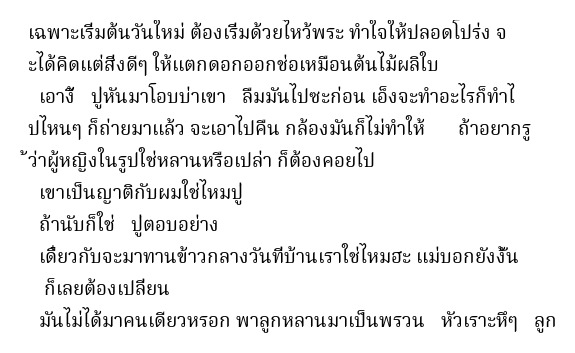 เฉพาะเริ่มต้นวันใหม่ ต้องเริ่มด้วยไหว้พระ ทำใจให้ปลอดโปร่ง จ
ะได้คิดแต่สิ่งดีๆ ให้แตกดอกออกช่อเหมือนต้นไม้ผลิใบ
เอางี้ ปู่หันมาโอบบ่าเขา ลืมมันไปซะก่อน เอ็งจะทำอะไรก็ทำไ
ปไหนๆ ก็ถ่ายมาแล้ว จะเอาไปคืน กล้องมันก็ไม่ทำให้ ถ้าอยากรู
้ว่าผู้หญิงในรูปใช่หลานหรือเปล่า ก็ต้องคอยไป
เขาเป็นญาติกับผมใช่ไหมปู่
ถ้านับก็ใช่ ปู่ตอบอย่าง
เดี๋ยวก็จะมาทานข้าวกลางวันที่บ้านเราใช่ไหมฮะ แม่บอกยังงั้น
ก็เลยต้องเปลี่ยน
มันไม่ได้มาคนเดียวหรอก พาลูกหลานมาเป็นพรวน หัวเราะหึๆ ลูก